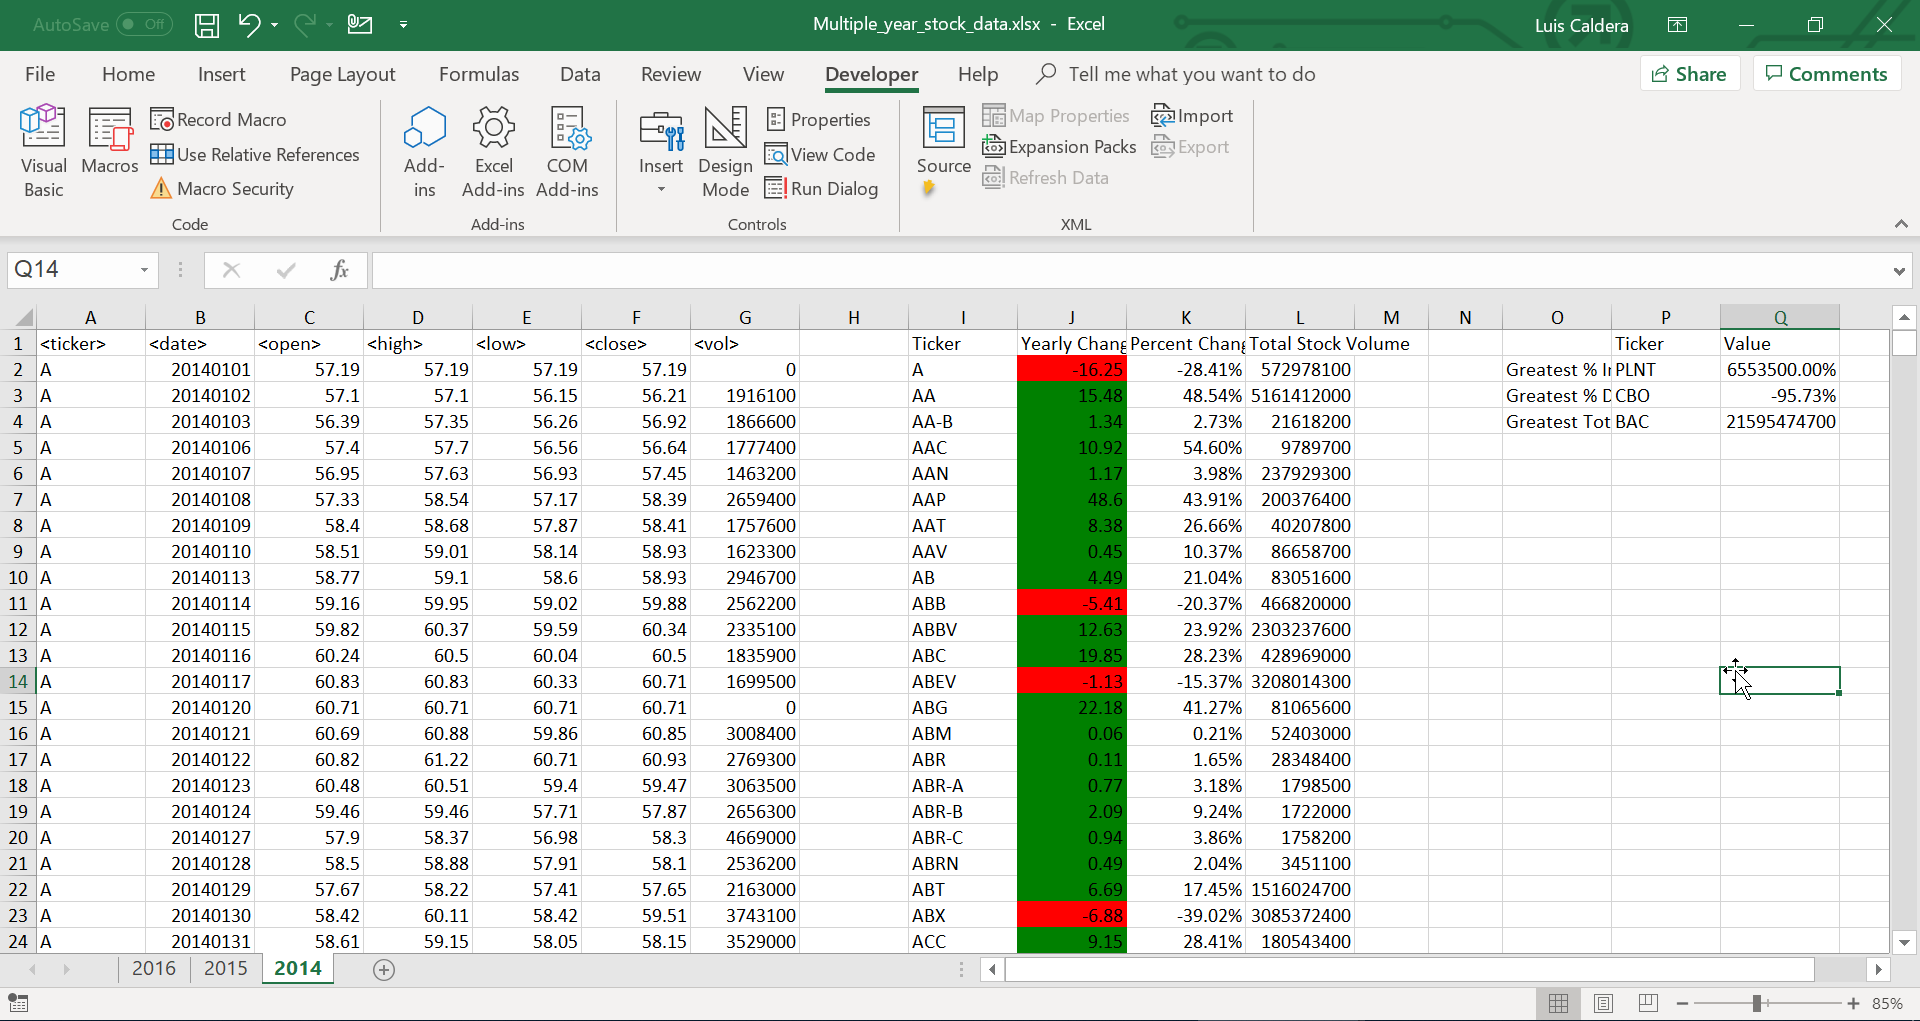 AutoSave Off Multiple_year_stock_data.xlsx - Excel Luis Caldera
File Home Insert Page Layout Formulas Data Review View Developer Help Tell me what you want to do Share Comments
Visual Basic
Macros
Record Macro
Use Relative References
Macro Security
Code
Add-ins
Excel Add-ins
COM Add-ins
Add-ins
Insert
Design Mode
Properties
View Code
Run Dialog
Controls
Source
Map Properties
Expansion Packs
Refresh Data
Import
Export
XML
Q14 fx
A B C D E F G H I J K L M N O P Q
1 <ticker> <date> <open> <high> <low> <close> <vol> Ticker Yearly Chang Percent Chang Total Stock Volume Ticker Value
2 A 20140101 57.19 57.19 57.19 57.19 0 A -16.25 -28.41% 572978100 Greatest % I PLNT 6553500.00%
3 A 20140102 57.1 57.1 56.15 56.21 1916100 AA 15.48 48.54% 5161412000 Greatest % D CBO -95.73%
4 A 20140103 56.39 57.35 56.26 56.92 1866600 AA-B 1.34 2.73% 21618200 Greatest Tot BAC 21595474700
5 A 20140106 57.4 57.7 56.56 56.64 1777400 AAC 10.92 54.60% 9789700
6 A 20140107 56.95 57.63 56.93 57.45 1463200 AAN 1.17 3.98% 237929300
7 A 20140108 57.33 58.54 57.17 58.39 2659400 AAP 48.6 43.91% 200376400
8 A 20140109 58.4 58.68 57.87 58.41 1757600 AAT 8.38 26.66% 40207800
9 A 20140110 58.51 59.01 58.14 58.93 1623300 AAV 0.45 10.37% 86658700
10 A 20140113 58.77 59.1 58.6 58.93 2946700 AB 4.49 21.04% 83051600
11 A 20140114 59.16 59.95 59.02 59.88 2562200 ABB -5.41 -20.37% 466820000
12 A 20140115 59.82 60.37 59.59 60.34 2335100 ABBV 12.63 23.92% 2303237600
13 A 20140116 60.24 60.5 60.04 60.5 1835900 ABC 19.85 28.23% 428969000
14 A 20140117 60.83 60.83 60.33 60.71 1699500 ABEV -1.13 -15.37% 3208014300
15 A 20140120 60.71 60.71 60.71 60.71 0 ABG 22.18 41.27% 81065600
16 A 20140121 60.69 60.88 59.86 60.85 3008400 ABM 0.06 0.21% 52403000
17 A 20140122 60.82 61.22 60.71 60.93 2769300 ABR 0.11 1.65% 28348400
18 A 20140123 60.48 60.51 59.4 59.47 3063500 ABR-A 0.77 3.18% 1798500
19 A 20140124 59.46 59.46 57.71 57.87 2656300 ABR-B 2.09 9.24% 1722000
20 A 20140127 57.9 58.37 56.98 58.3 4669000 ABR-C 0.94 3.86% 1758200
21 A 20140128 58.5 58.88 57.91 58.1 2536200 ABRN 0.49 2.04% 3451100
22 A 20140129 57.67 58.22 57.41 57.65 2163000 ABT 6.69 17.45% 1516024700
23 A 20140130 58.42 60.11 58.42 59.51 3743100 ABX -6.88 -39.02% 3085372400
24 A 20140131 58.61 59.15 58.05 58.15 3529000 ACC 9.15 28.41% 180543400
2016 2015 2014
85%